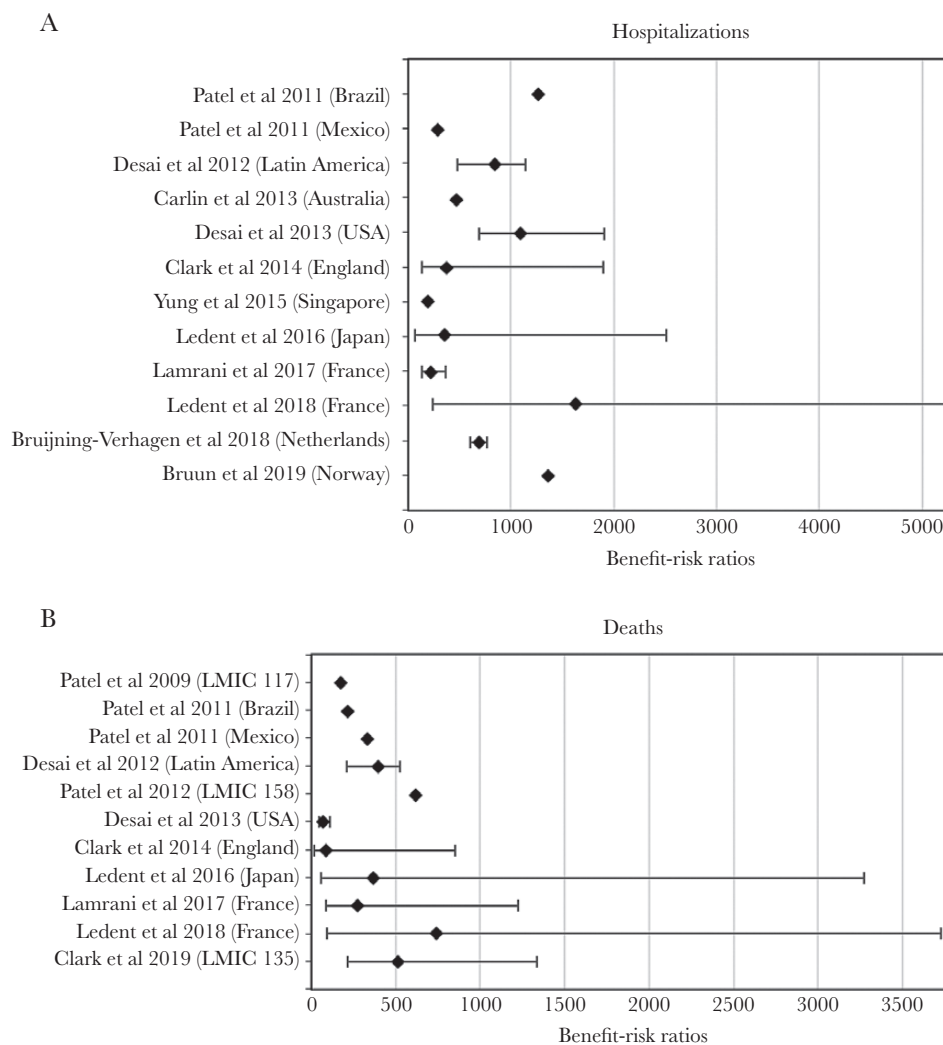 A
Hospitalizations
Patel et al 2011 (Brazil)
Patel et al 2011 (Mexico)
Desai et al 2012 (Latin America)
Carlin et al 2013 (Australia)
Desai et al 2013 (USA)
Clark et al 2014 (England)
Yung et al 2015 (Singapore)
Ledent et al 2016 (Japan)
Lamrani et al 2017 (France)
Ledent et al 2018 (France)
Bruijning-Verhagen et al 2018 (Netherlands)
Bruun et al 2019 (Norway)
0 1000 2000 3000 4000 5000
Benefit-risk ratios
B
Deaths
Patel et al 2009 (LMIC 117)
Patel et al 2011 (Brazil)
Patel et al 2011 (Mexico)
Desai et al 2012 (Latin America)
Patel et al 2012 (LMIC 158)
Desai et al 2013 (USA)
Clark et al 2014 (England)
Ledent et al 2016 (Japan)
Lamrani et al 2017 (France)
Ledent et al 2018 (France)
Clark et al 2019 (LMIC 135)
0 500 1000 1500 2000 2500 3000 3500
Benefit-risk ratios